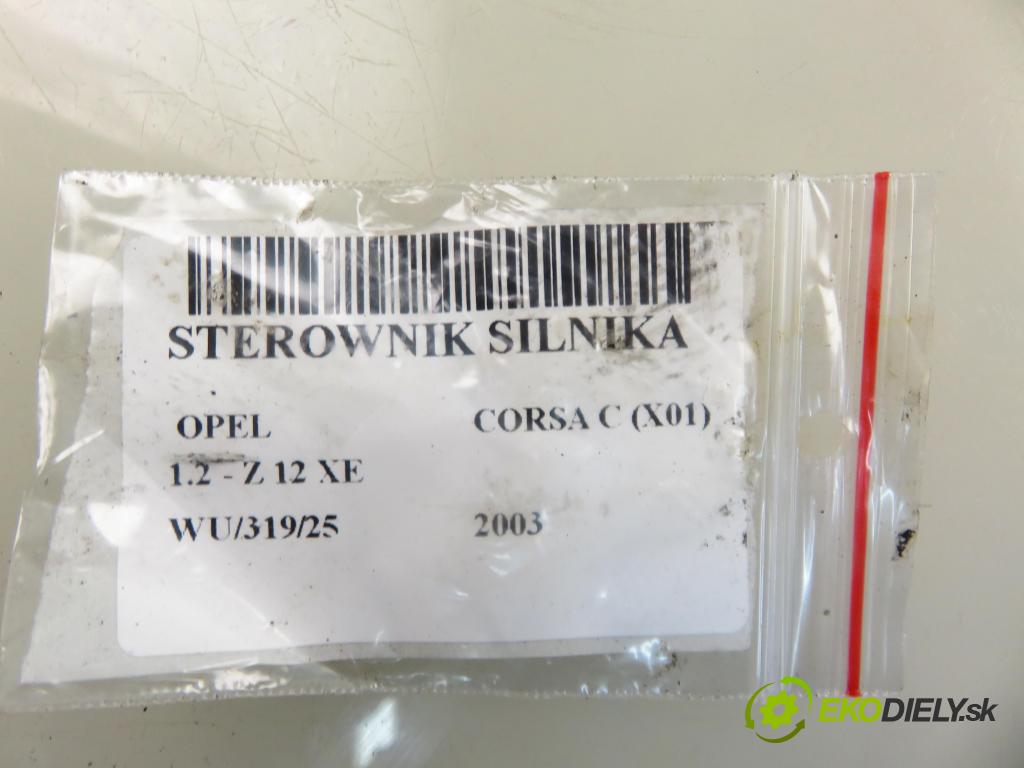 STEROWNIK SILNIKA
OPEL CORSA C (X01)
1.2 - Z 12 XE
WU/319/25 2003
EKODIELY.sk